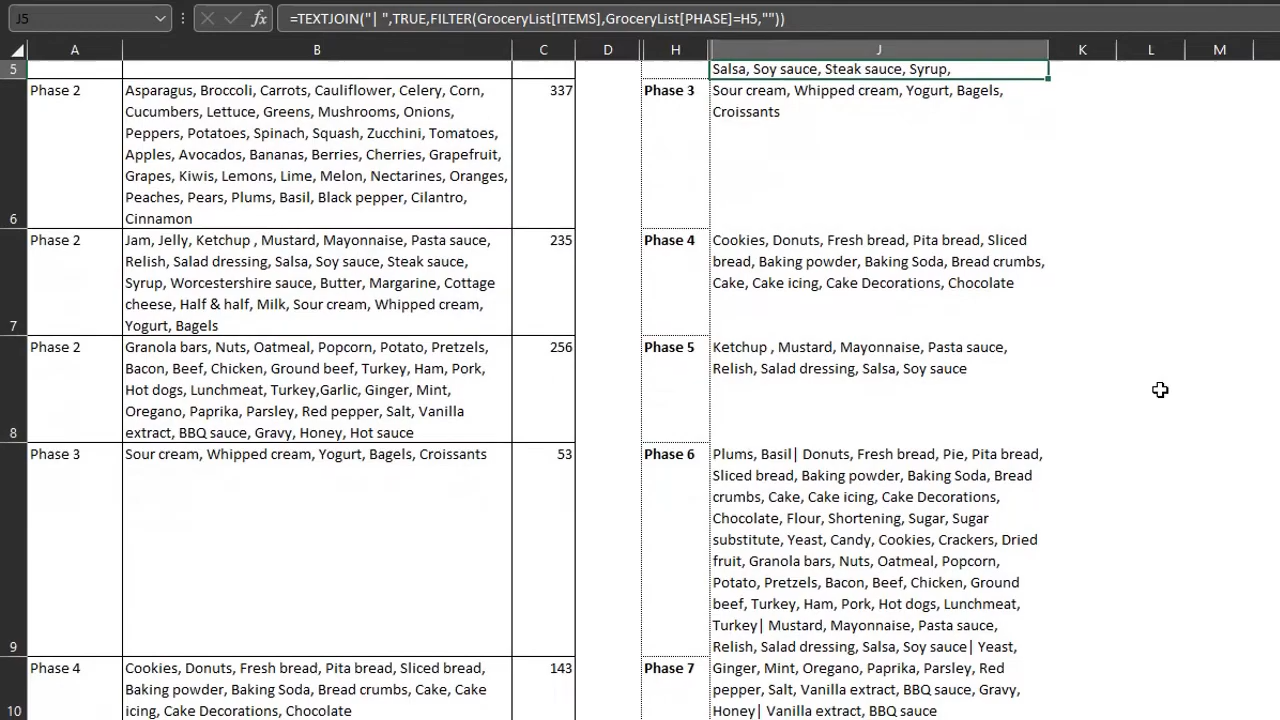 J5
fx
=TEXTJOIN("| ",TRUE,FILTER(GroceryList[ITEMS],GroceryList[PHASE]=H5,""))
A B C D H J K L M
5 Salsa, Soy sauce, Steak sauce, Syrup,
Phase 2
Asparagus, Broccoli, Carrots, Cauliflower, Celery, Corn,
Cucumbers, Lettuce, Greens, Mushrooms, Onions,
Peppers, Potatoes, Spinach, Squash, Zucchini, Tomatoes,
Apples, Avocados, Bananas, Berries, Cherries, Grapefruit,
Grapes, Kiwis, Lemons, Lime, Melon, Nectarines, Oranges,
Peaches, Pears, Plums, Basil, Black pepper, Cilantro,
Cinnamon
337
Phase 3
Sour cream, Whipped cream, Yogurt, Bagels,
Croissants
6
Phase 2
Jam, Jelly, Ketchup , Mustard, Mayonnaise, Pasta sauce,
Relish, Salad dressing, Salsa, Soy sauce, Steak sauce,
Syrup, Worcestershire sauce, Butter, Margarine, Cottage
cheese, Half & half, Milk, Sour cream, Whipped cream,
Yogurt, Bagels
235
Phase 4
Cookies, Donuts, Fresh bread, Pita bread, Sliced
bread, Baking powder, Baking Soda, Bread crumbs,
Cake, Cake icing, Cake Decorations, Chocolate
7
Phase 2
Granola bars, Nuts, Oatmeal, Popcorn, Potato, Pretzels,
Bacon, Beef, Chicken, Ground beef, Turkey, Ham, Pork,
Hot dogs, Lunchmeat, Turkey,Garlic, Ginger, Mint,
Oregano, Paprika, Parsley, Red pepper, Salt, Vanilla
extract, BBQ sauce, Gravy, Honey, Hot sauce
256
Phase 5
Ketchup , Mustard, Mayonnaise, Pasta sauce,
Relish, Salad dressing, Salsa, Soy sauce
8
Phase 3
Sour cream, Whipped cream, Yogurt, Bagels, Croissants
53
Phase 6
Plums, Basil| Donuts, Fresh bread, Pie, Pita bread,
Sliced bread, Baking powder, Baking Soda, Bread
crumbs, Cake, Cake icing, Cake Decorations,
Chocolate, Flour, Shortening, Sugar, Sugar
substitute, Yeast, Candy, Cookies, Crackers, Dried
fruit, Granola bars, Nuts, Oatmeal, Popcorn,
Potato, Pretzels, Bacon, Beef, Chicken, Ground
beef, Turkey, Ham, Pork, Hot dogs, Lunchmeat,
Turkey| Mustard, Mayonnaise, Pasta sauce,
Relish, Salad dressing, Salsa, Soy sauce| Yeast,
9
Phase 4
Cookies, Donuts, Fresh bread, Pita bread, Sliced bread,
Baking powder, Baking Soda, Bread crumbs, Cake, Cake
icing, Cake Decorations, Chocolate
143
Phase 7
Ginger, Mint, Oregano, Paprika, Parsley, Red
pepper, Salt, Vanilla extract, BBQ sauce, Gravy,
Honey| Vanilla extract, BBQ sauce
10